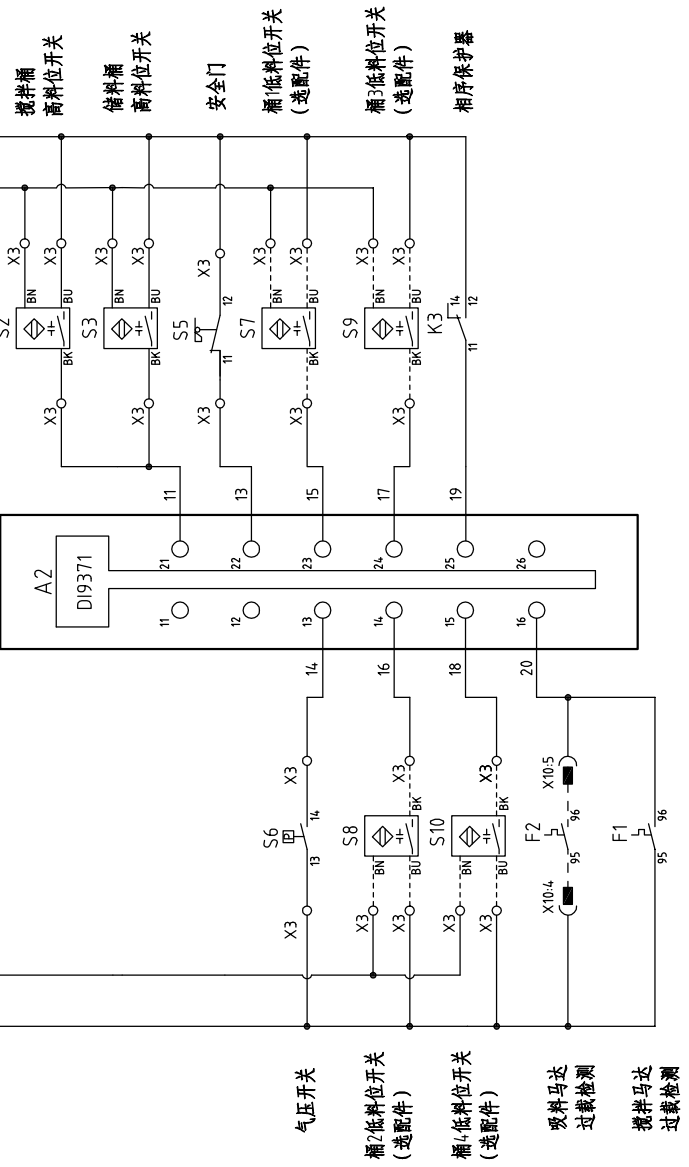 搅拌桶
高料位开关
储料桶
高料位开关
安全门
桶1低料位开关
(选配件)
桶3低料位开关
(选配件)
相序保护器
X3
X3
X3
X3
X3
X3
X3
X3
X3
BN
BU
S2
BK
BN
BU
S3
BK
12
S5
11
BN
BU
S7
BK
BN
BU
S9
BK
14
12
K3
11
X3
X3
X3
X3
X3
11
13
15
17
19
A2
DI9371
21
22
23
24
25
26
11
12
13
14
15
16
14
16
18
20
X3
X3
X3
X10:5
S6
P
14
13
S8
BK
BN
BU
S10
BK
BN
BU
F2
96
95
F1
96
95
X3
X3
X3
X3
X3
X10:4
气压开关
桶2低料位开关
(选配件)
桶4低料位开关
(选配件)
吸料马达
过载检测
搅拌马达
过载检测